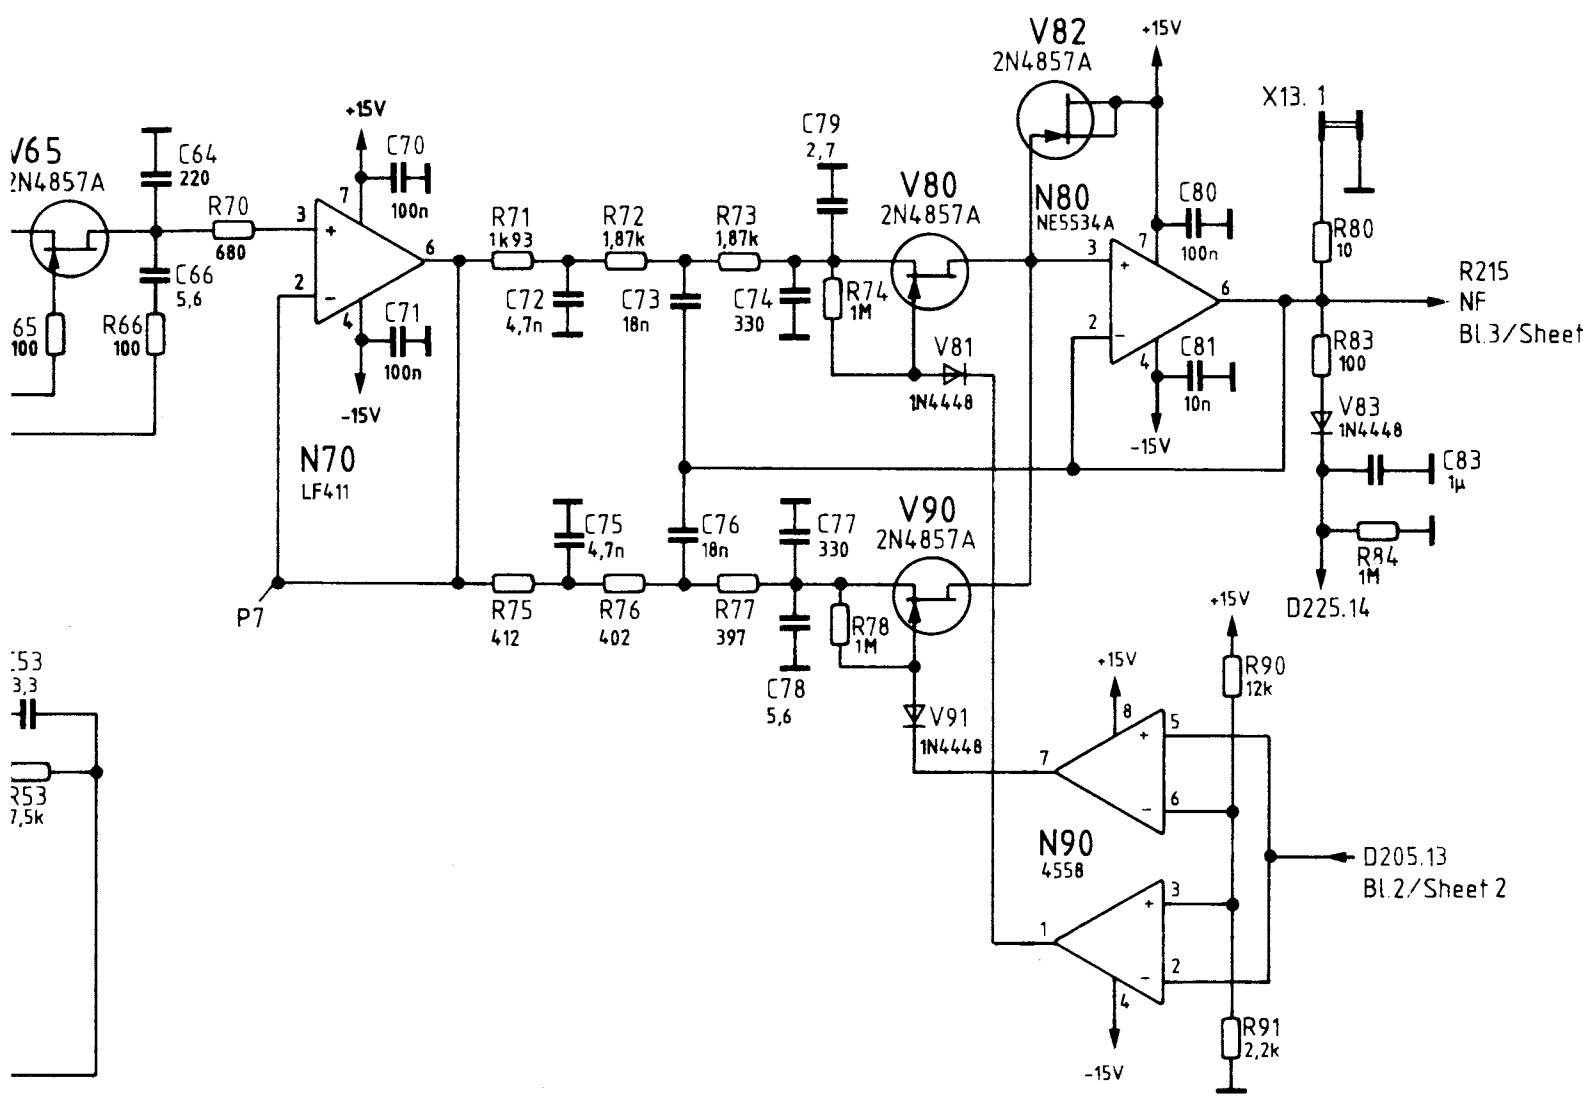 V82
2N4857A
+15V
X13. 1
+15V
C79
2,7
V65
2N4857A
C64
220
C70
100n
7
V80
2N4857A
N80
NE5534A
C80
100n
7
R70
680
3
+
6
2
−
4
R71
1k93
R72
1,87k
R73
1,87k
3
+
6
2
−
4
R80
10
R215
NF
Bl.3/Sheet
C66
5,6
65
100
R66
100
C71
100n
-15V
C72
4,7n
C73
18n
C74
330
R74
1M
V81
1N4448
C81
10n
-15V
R83
100
V83
1N4448
C83
1µ
R84
1M
D225.14
N70
LF411
C75
4,7n
C76
18n
C77
330
V90
2N4857A
P7
R75
412
R76
402
R77
397
R78
1M
C78
5,6
V91
1N4448
+15V
R90
12k
+15V
8
5
+
7
6
−
53
3,3
R53
7,5k
N90
4558
D205.13
Bl.2/Sheet 2
3
+
1
2
−
4
-15V
R91
2,2k